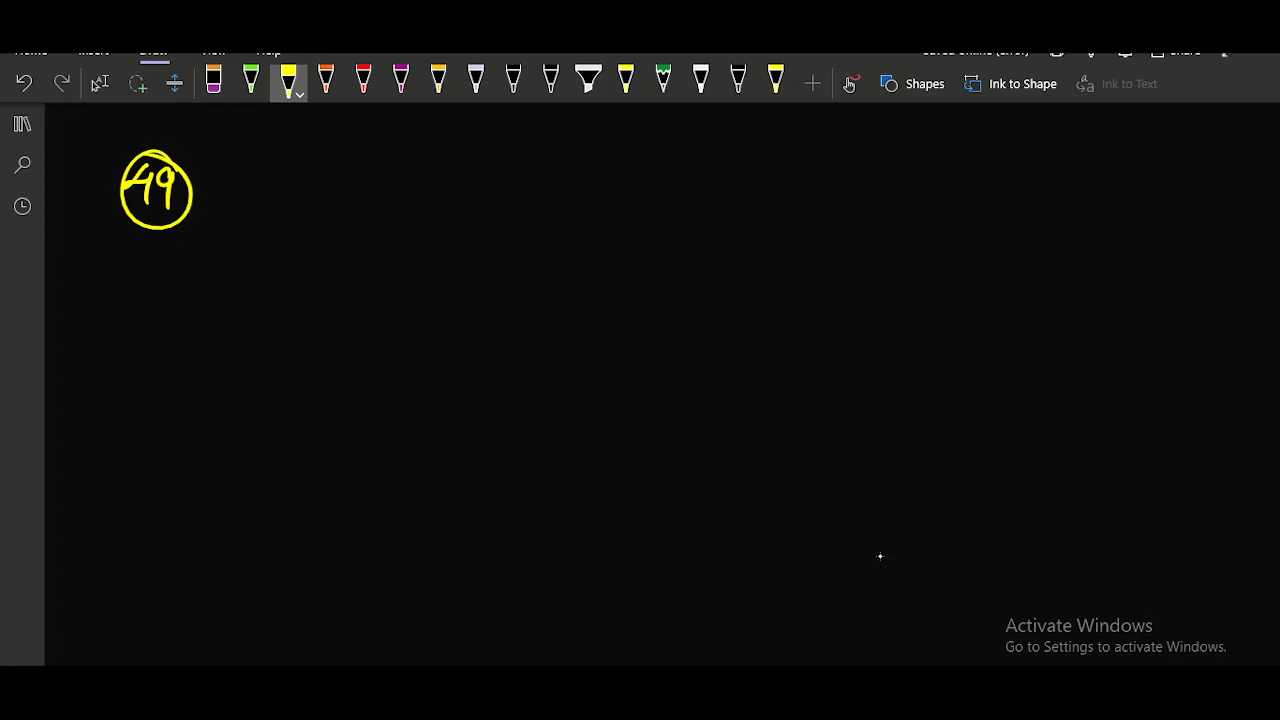 Shapes Ink to Shape Ink to Text
49
Activate Windows
Go to Settings to activate Windows.